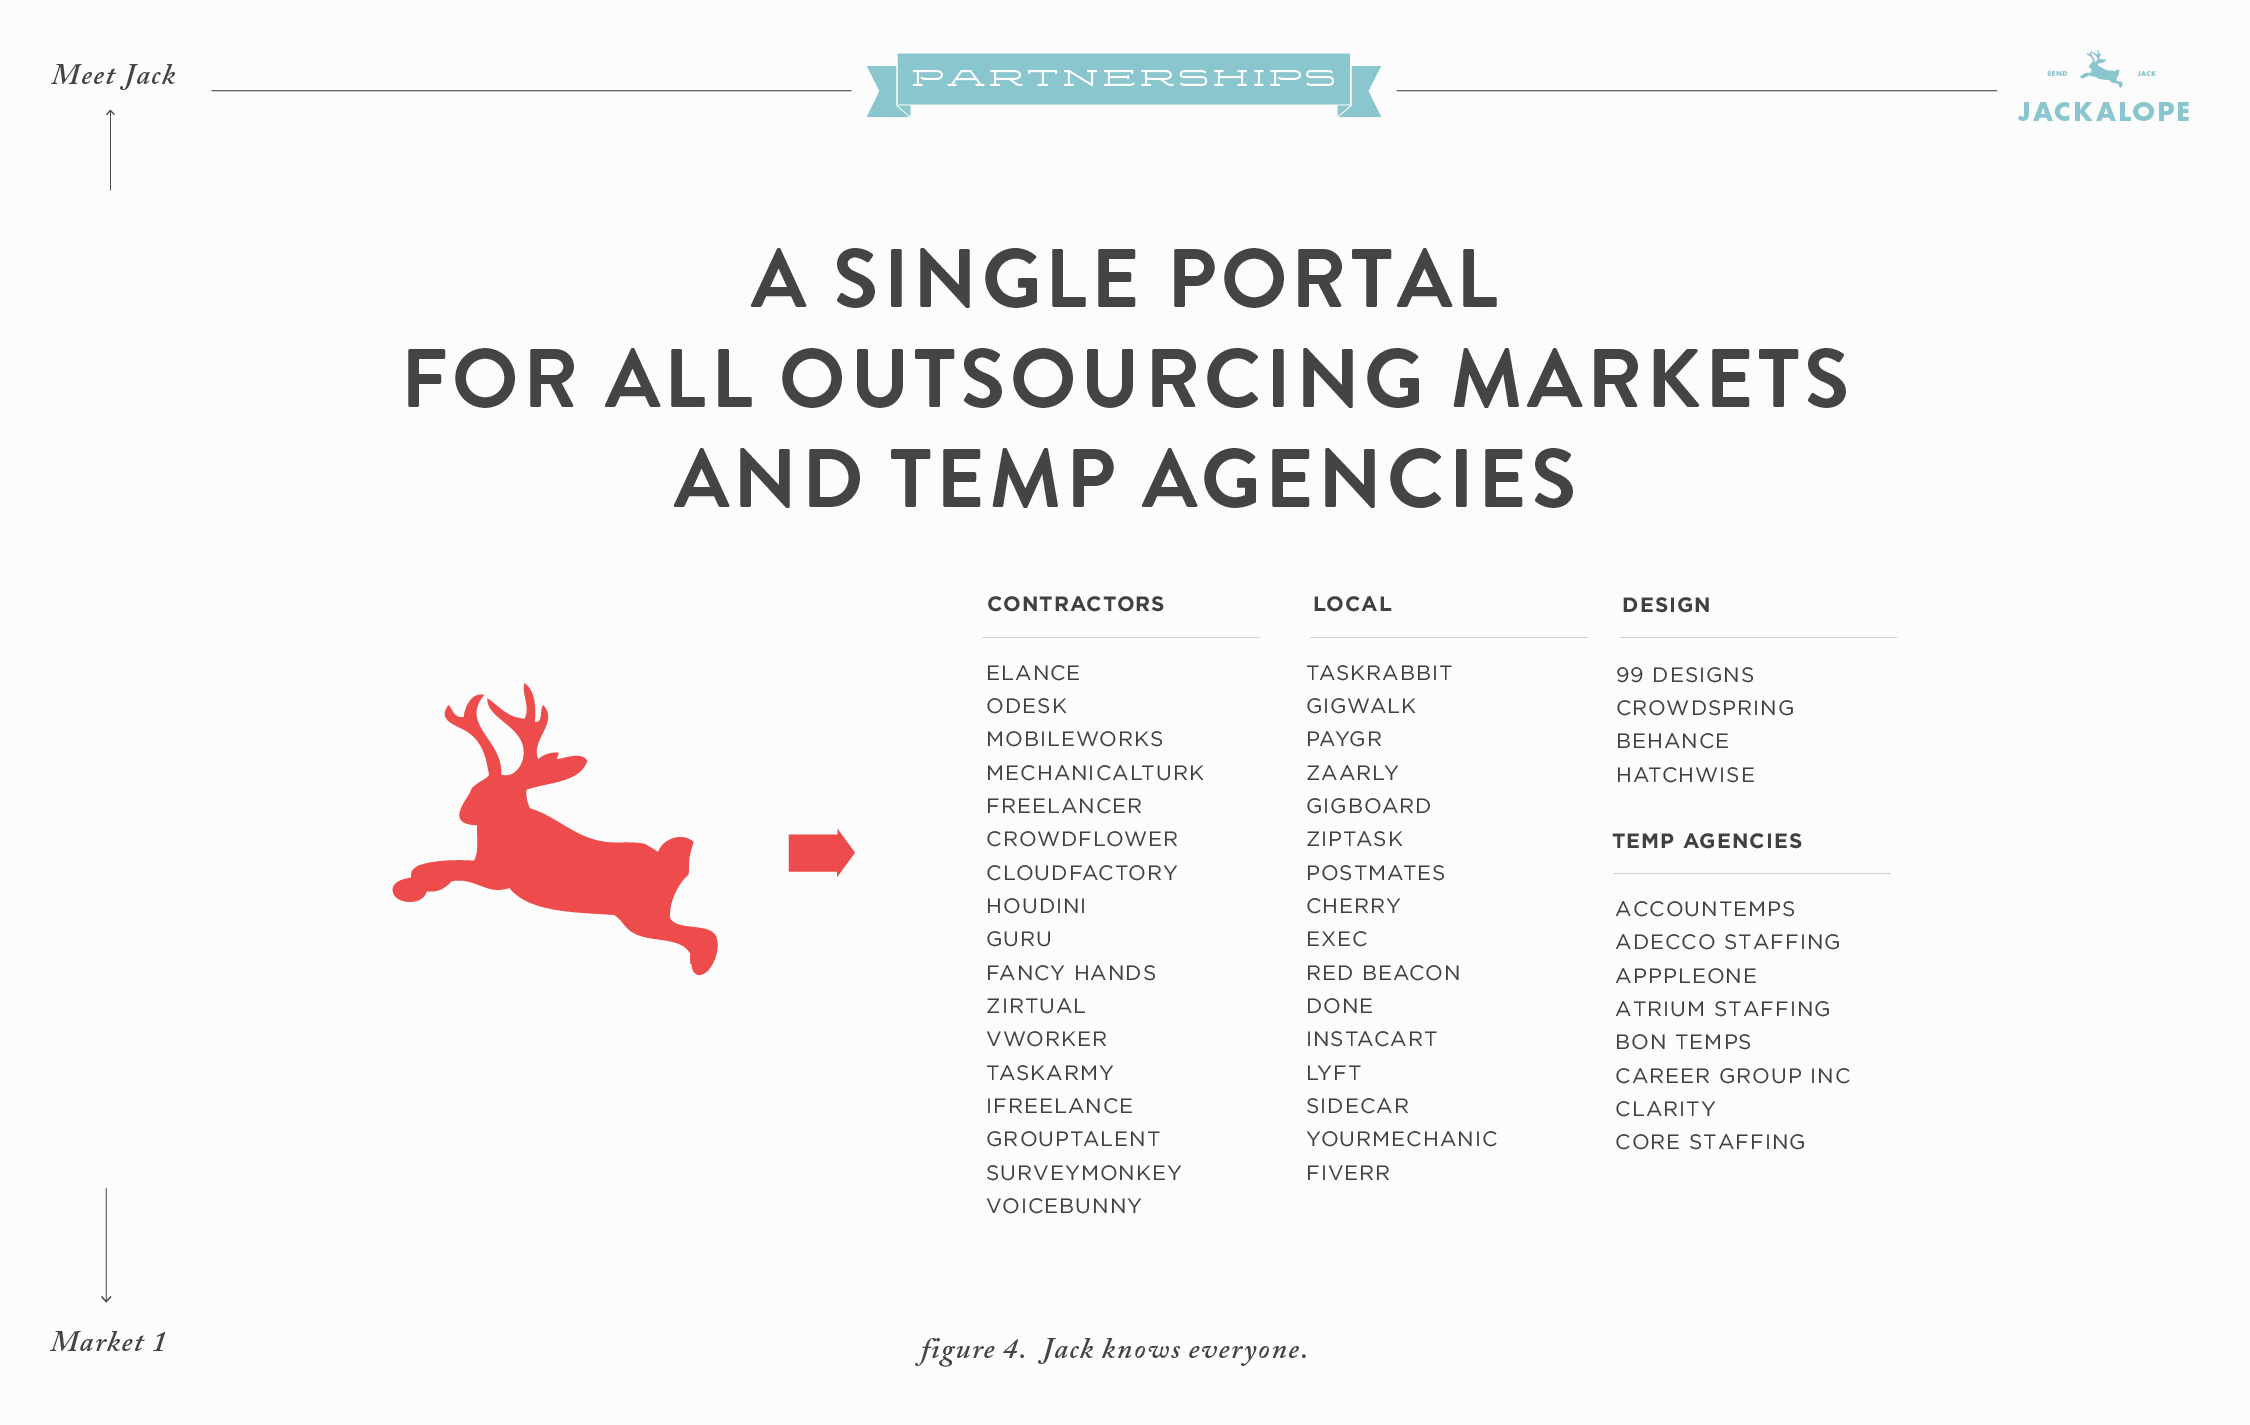 Meet Jack
PARTNERSHIPS
SEND JACK
JACKALOPE
A SINGLE PORTAL
FOR ALL OUTSOURCING MARKETS
AND TEMP AGENCIES
CONTRACTORS
ELANCE
ODESK
MOBILEWORKS
MECHANICALTURK
FREELANCER
CROWDFLOWER
CLOUDFACTORY
HOUDINI
GURU
FANCY HANDS
ZIRTUAL
VWORKER
TASKARMY
IFREELANCE
GROUPTALENT
SURVEYMONKEY
VOICEBUNNY
LOCAL
TASKRABBIT
GIGWALK
PAYGR
ZAARLY
GIGBOARD
ZIPTASK
POSTMATES
CHERRY
EXEC
RED BEACON
DONE
INSTACART
LYFT
SIDECAR
YOURMECHANIC
FIVERR
DESIGN
99 DESIGNS
CROWDSPRING
BEHANCE
HATCHWISE
TEMP AGENCIES
ACCOUNTEMPS
ADECCO STAFFING
APPPLEONE
ATRIUM STAFFING
BON TEMPS
CAREER GROUP INC
CLARITY
CORE STAFFING
Market 1
figure 4. Jack knows everyone.